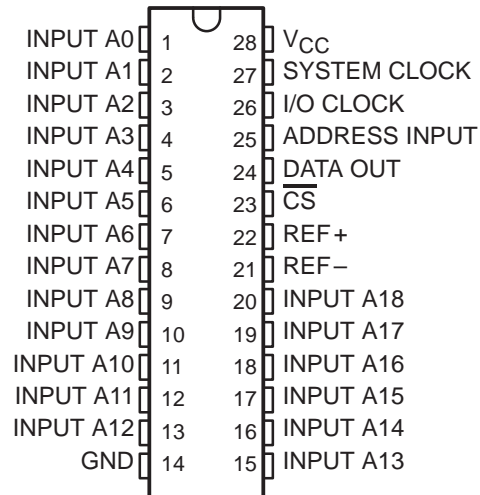 INPUT A0 1 28 VCC
INPUT A1 2 27 SYSTEM CLOCK
INPUT A2 3 26 I/O CLOCK
INPUT A3 4 25 ADDRESS INPUT
INPUT A4 5 24 DATA OUT
INPUT A5 6 23 C̅S̅
INPUT A6 7 22 REF+
INPUT A7 8 21 REF–
INPUT A8 9 20 INPUT A18
INPUT A9 10 19 INPUT A17
INPUT A10 11 18 INPUT A16
INPUT A11 12 17 INPUT A15
INPUT A12 13 16 INPUT A14
GND 14 15 INPUT A13